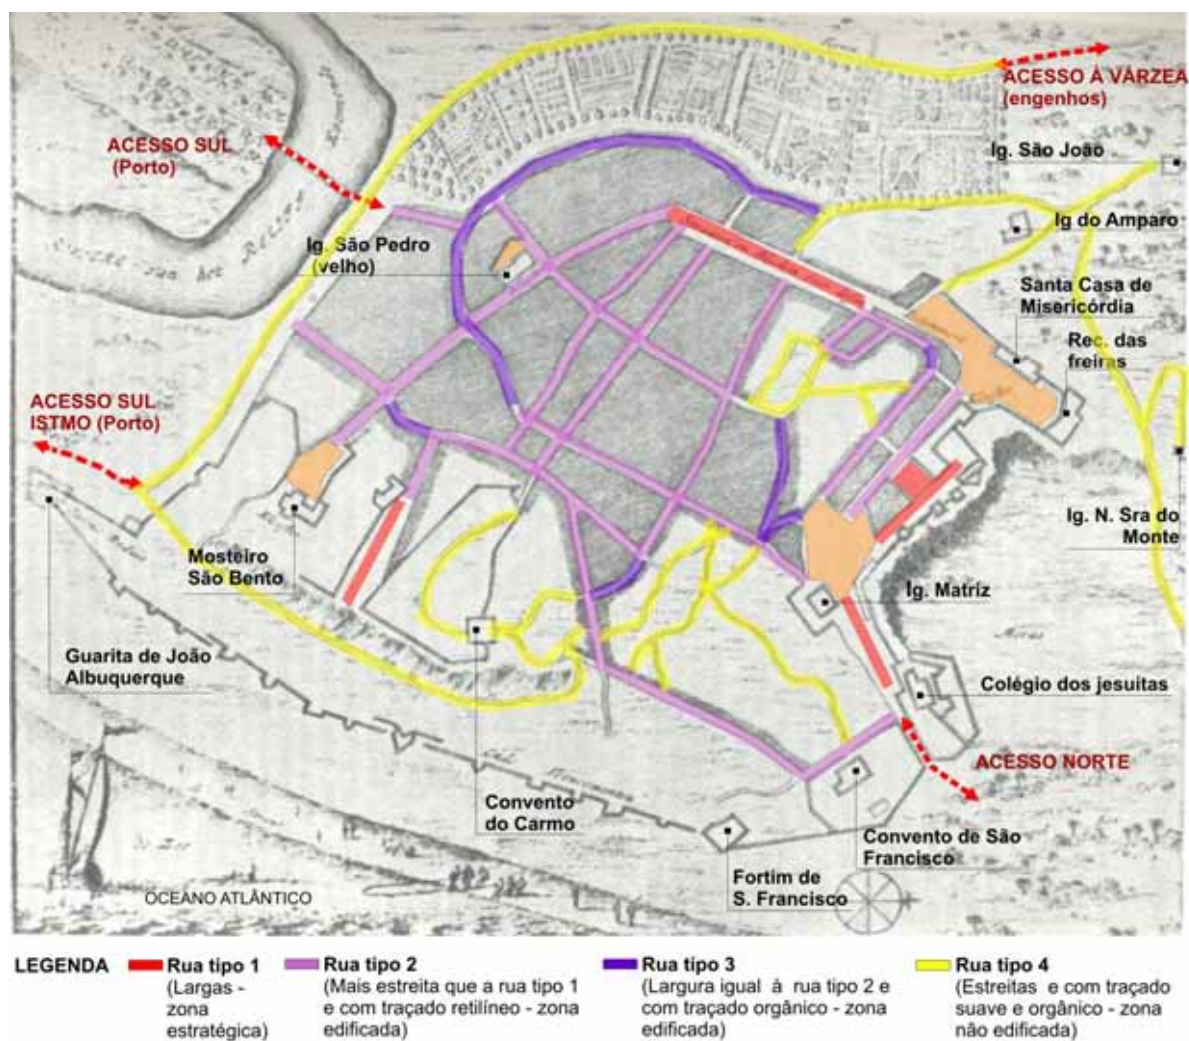 ACESSO À VÁRZEA
(engenhos)
ACESSO SUL
(Porto)
Ig. São João
Ig do Amparo
Ig. São Pedro
(velho)
Santa Casa de
Misericórdia
Rec. das
freiras
ACESSO SUL
ISTMO (Porto)
Ig. N. Sra do
Monte
Mosteiro
São Bento
Ig. Matriz
Guarita de João
Albuquerque
Colégio dos jesuitas
ACESSO NORTE
Convento
do Carmo
Convento de São
Francisco
Fortim de
S. Francisco
OCEANO ATLÂNTICO
LEGENDA
Rua tipo 1
(Largas -
zona
estratégica)
Rua tipo 2
(Mais estreita que a rua tipo 1
e com traçado retilíneo - zona
edificada)
Rua tipo 3
(Largura igual à rua tipo 2 e
com traçado orgânico - zona
edificada)
Rua tipo 4
(Estreitas e com traçado
suave e orgânico - zona
não edificada)